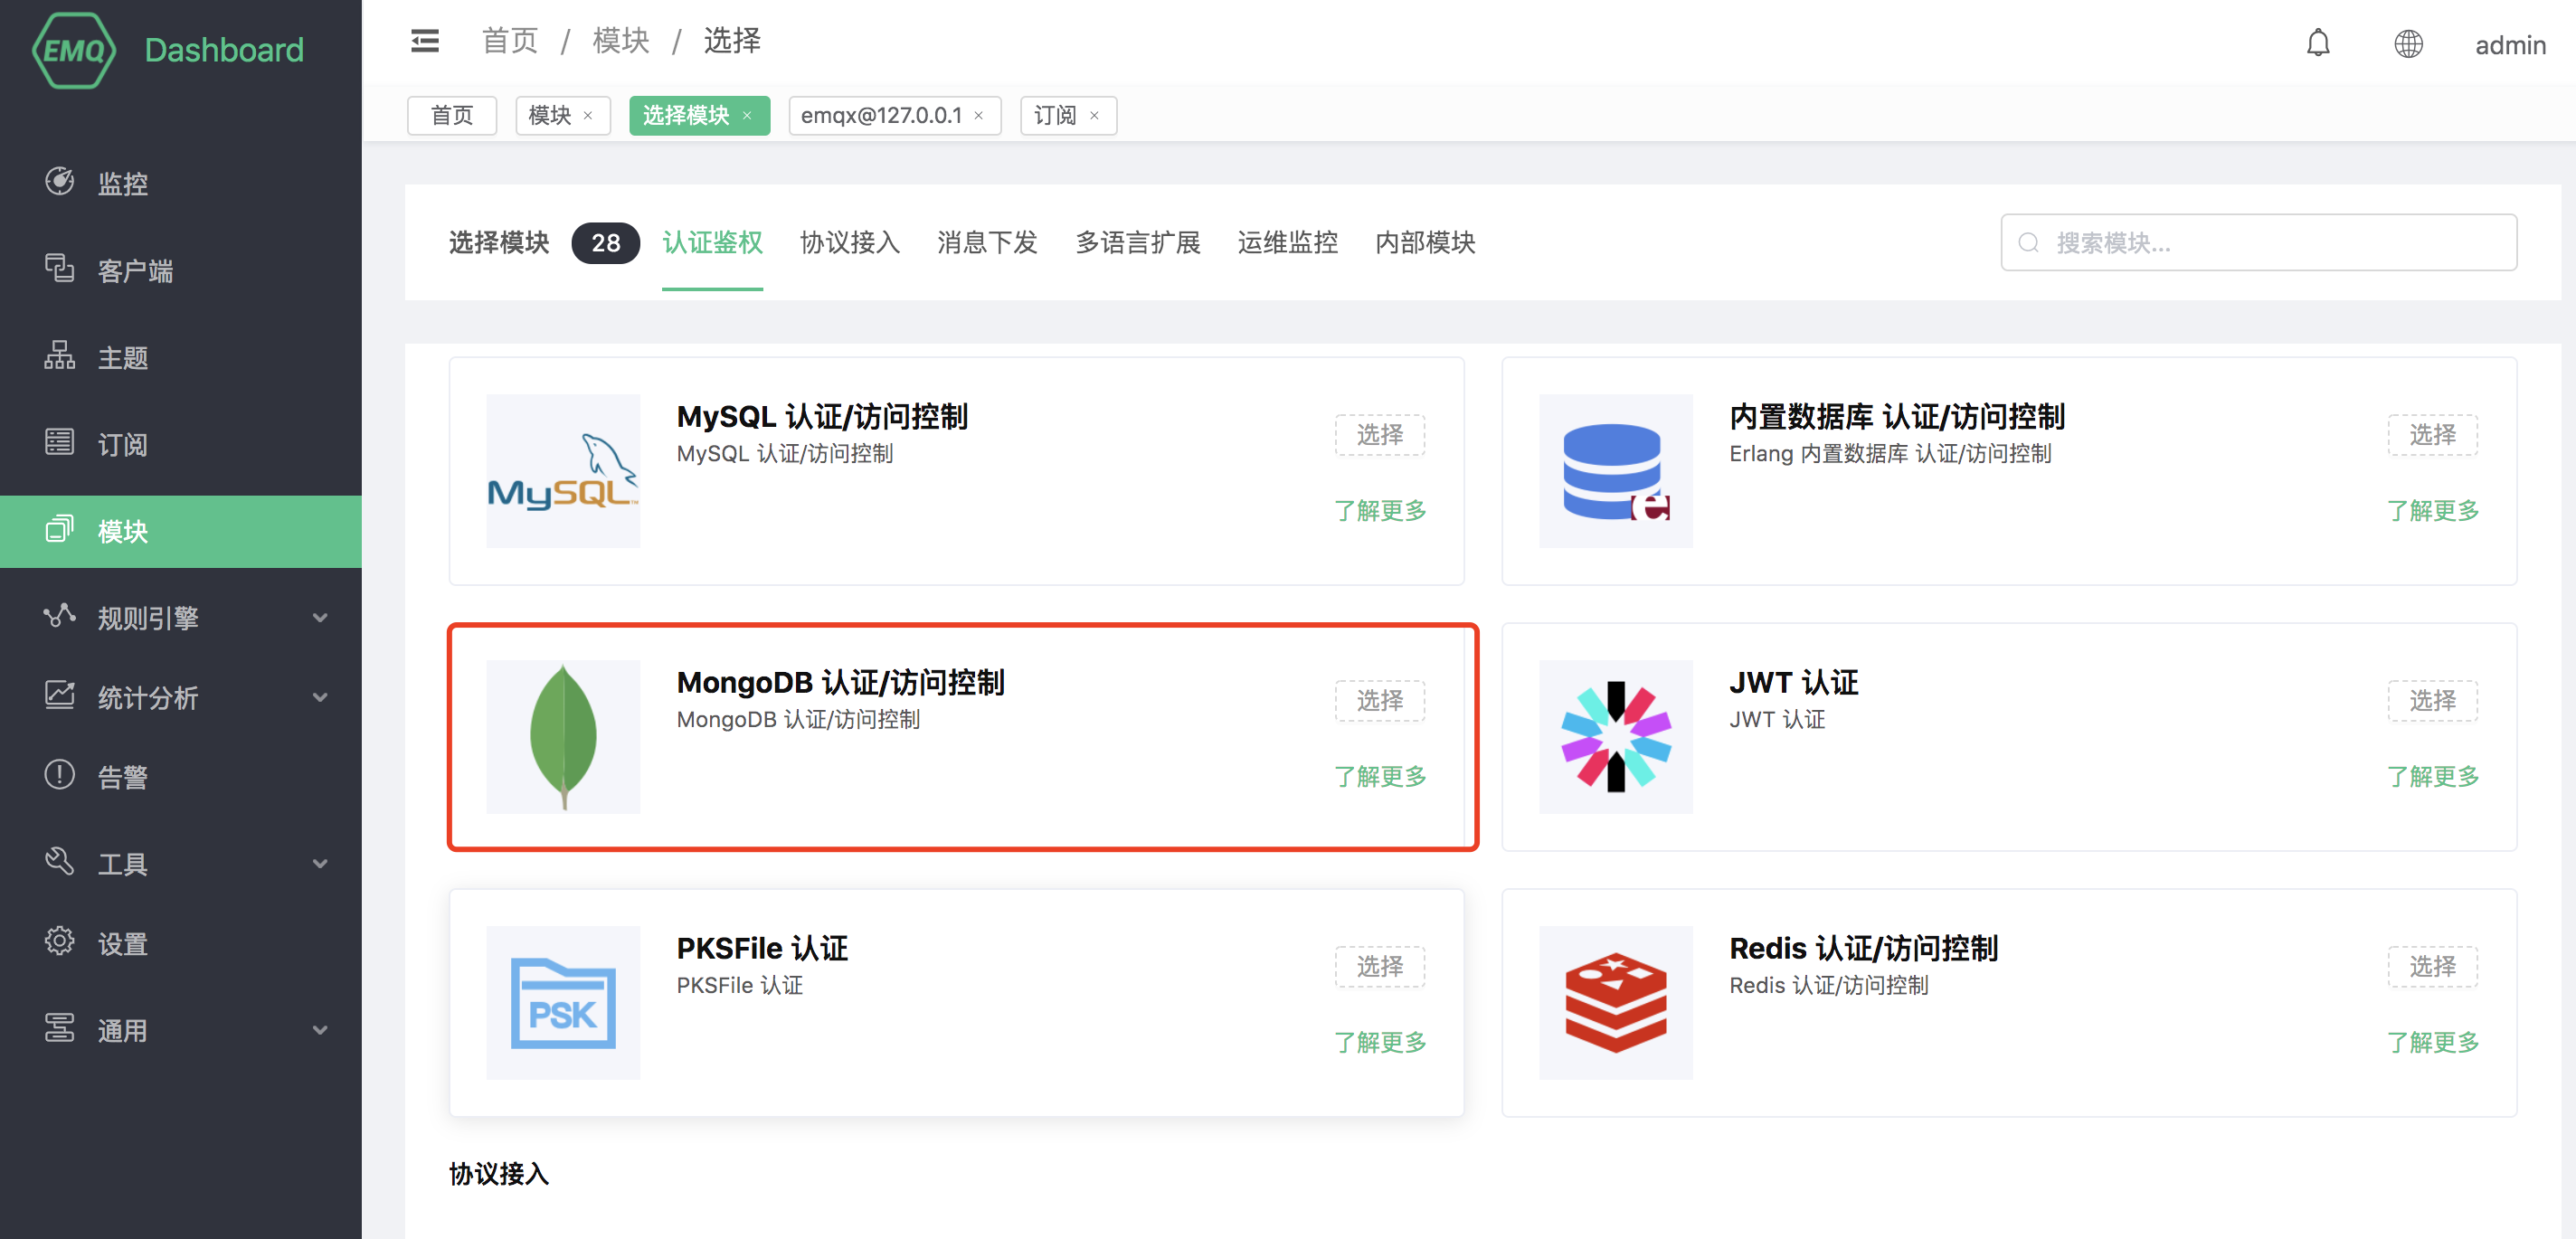 EMQ Dashboard
首页 / 模块 / 选择
admin
首页 模块 × 选择模块 × emqx@127.0.0.1 × 订阅 ×
监控
客户端
主题
订阅
模块
规则引擎
统计分析
告警
工具
设置
通用
选择模块 28 认证鉴权 协议接入 消息下发 多语言扩展 运维监控 内部模块
搜索模块...
MySQL™
MySQL 认证/访问控制
MySQL 认证/访问控制
选择
了解更多
e
内置数据库 认证/访问控制
Erlang 内置数据库 认证/访问控制
选择
了解更多
MongoDB 认证/访问控制
MongoDB 认证/访问控制
选择
了解更多
JWT 认证
JWT 认证
选择
了解更多
PSK
PKSFile 认证
PKSFile 认证
选择
了解更多
Redis 认证/访问控制
Redis 认证/访问控制
选择
了解更多
协议接入